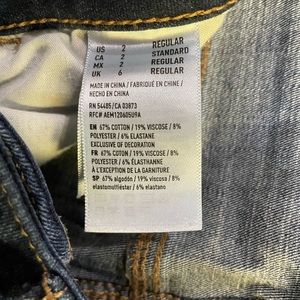 US 2 REGULAR
CA 2 STANDARD
MX 2 REGULAR
UK 6 REGULAR
MADE IN CHINA / FABRIQUÉ EN CHINE /
HECHO EN CHINA
RN 54485/CA 03873
RFC# AEM120605U9A
EN 67% COTTON / 19% VISCOSE / 8%
POLYESTER / 6% ELASTANE
EXCLUSIVE OF DECORATION
FR 67% COTON / 19% VISCOSE / 8%
POLYESTER / 6% ÉLASTHANNE
À L'EXCEPTION DE LA GARNITURE
SP 67% algodón / 19% viscosa / 8%
elastomultiéster / 6% elastano